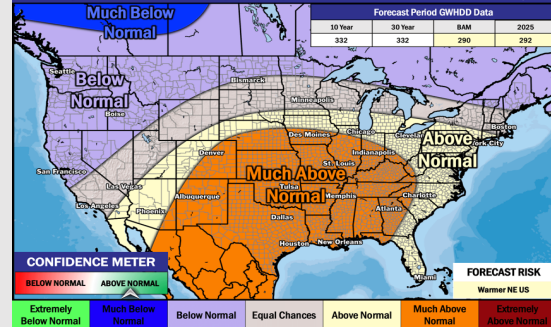 Much Below
Normal
Forecast Period GWHDD Data
10 Year 30 Year BAM 2025
332 332 290 292
Seattle
Below
Normal
Boise
Bismarck
Minneapolis
Boston
York City
Des Moines
Chicago
Cleveland
Above
Normal
San Francisco
Denver
Indianapolis
St. Louis
Las Vegas
Much Above
Normal
Los Angeles
Phoenix
Albuquerque
Tulsa
Memphis
Charlotte
Dallas
Atlanta
Houston
New Orleans
Miami
CONFIDENCE METER
BELOW NORMAL ABOVE NORMAL
FORECAST RISK
Warmer NE US
Extremely
Below Normal
Much Below
Normal
Below Normal
Equal Chances
Above Normal
Much Above
Normal
Extremely
Above Normal